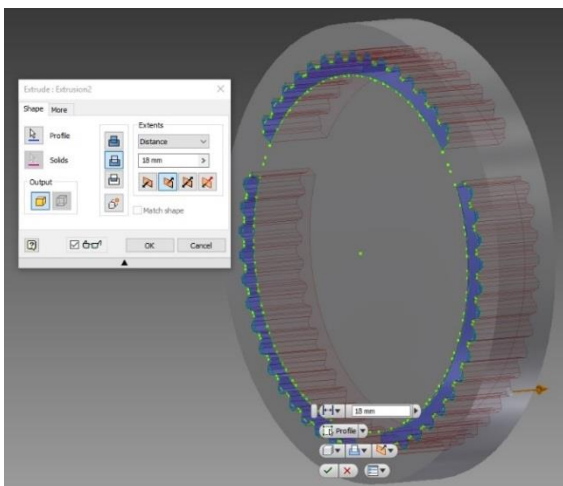 Extrude : Extrusion2
Shape More
Profile
Solids
Output
Extents
Distance
18 mm
Match shape
OK Cancel
18 mm
Profile